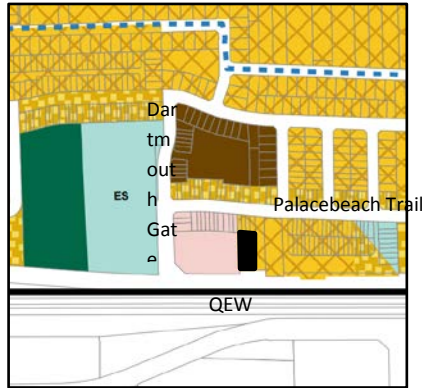 Dar
tm
out
h
Gat
e
ES
Palacebeach Trail
QEW